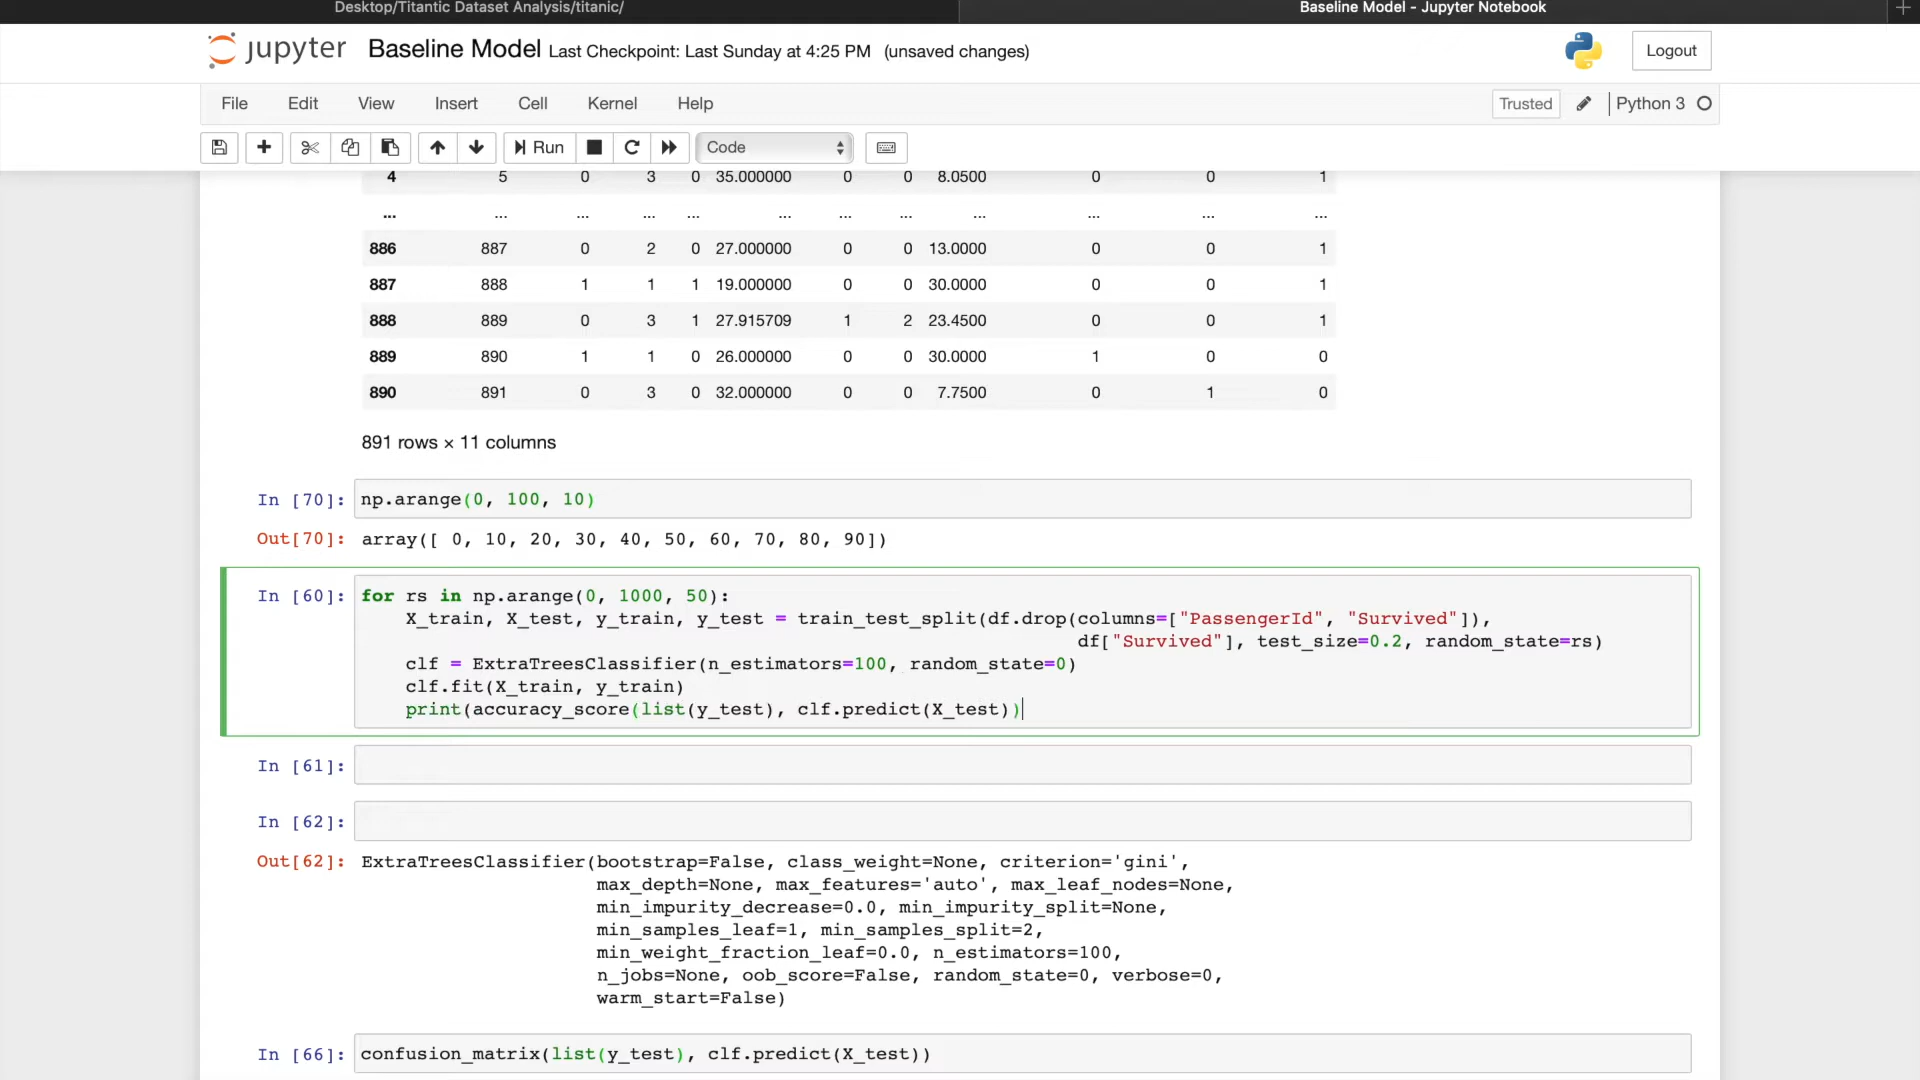 Desktop/Titantic Dataset Analysis/titanic/
Baseline Model - Jupyter Notebook
jupyter Baseline Model Last Checkpoint: Last Sunday at 4:25 PM (unsaved changes)
Logout
File Edit View Insert Cell Kernel Help
Trusted
Python 3
Run
Code
4 5 0 3 0 35.000000 0 0 8.0500 0 0 1
... ... ... ... ... ... ... ... ... ... ... ...
886 887 0 2 0 27.000000 0 0 13.0000 0 0 1
887 888 1 1 1 19.000000 0 0 30.0000 0 0 1
888 889 0 3 1 27.915709 1 2 23.4500 0 0 1
889 890 1 1 0 26.000000 0 0 30.0000 1 0 0
890 891 0 3 0 32.000000 0 0 7.7500 0 1 0
891 rows × 11 columns
In [70]: np.arange(0, 100, 10)
Out[70]: array([ 0, 10, 20, 30, 40, 50, 60, 70, 80, 90])
In [60]: for rs in np.arange(0, 1000, 50):
X_train, X_test, y_train, y_test = train_test_split(df.drop(columns=["PassengerId", "Survived"]),
df["Survived"], test_size=0.2, random_state=rs)
clf = ExtraTreesClassifier(n_estimators=100, random_state=0)
clf.fit(X_train, y_train)
print(accuracy_score(list(y_test), clf.predict(X_test))
In [61]:
In [62]:
Out[62]: ExtraTreesClassifier(bootstrap=False, class_weight=None, criterion='gini',
max_depth=None, max_features='auto', max_leaf_nodes=None,
min_impurity_decrease=0.0, min_impurity_split=None,
min_samples_leaf=1, min_samples_split=2,
min_weight_fraction_leaf=0.0, n_estimators=100,
n_jobs=None, oob_score=False, random_state=0, verbose=0,
warm_start=False)
In [66]: confusion_matrix(list(y_test), clf.predict(X_test))